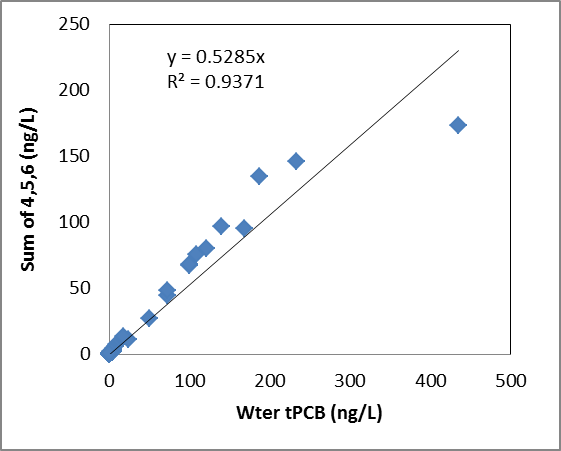 250
200
150
100
50
0
y = 0.5285x
R² = 0.9371
Sum of 4,5,6 (ng/L)
0 100 200 300 400 500
Wter tPCB (ng/L)